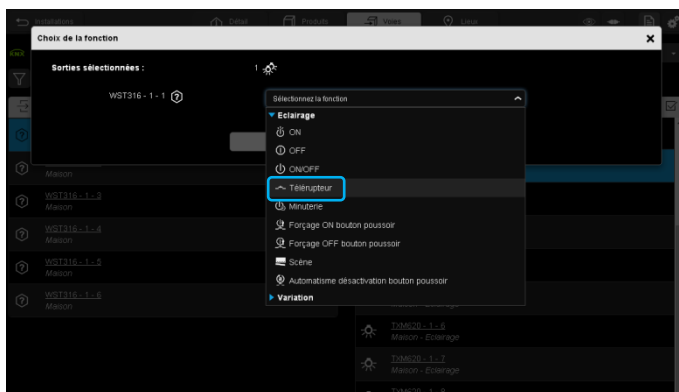 Installations Détail Produits Voies Lieux
Choix de la fonction
Sorties sélectionnées : 1
WST316 - 1 - 1
Sélectionnez la fonction
Eclairage
ON
OFF
ON/OFF
Télérupteur
Minuterie
Forçage ON bouton poussoir
Forçage OFF bouton poussoir
Scène
Automatisme désactivation bouton poussoir
Variation
Maison
WST316 - 1 - 3
Maison
WST316 - 1 - 4
Maison
WST316 - 1 - 5
Maison
WST316 - 1 - 6
Maison
Maison - Eclairage
TXM620 - 1 - 6
Maison - Eclairage
TXM620 - 1 - 7
Maison - Eclairage
TXM620 - 1 - 8